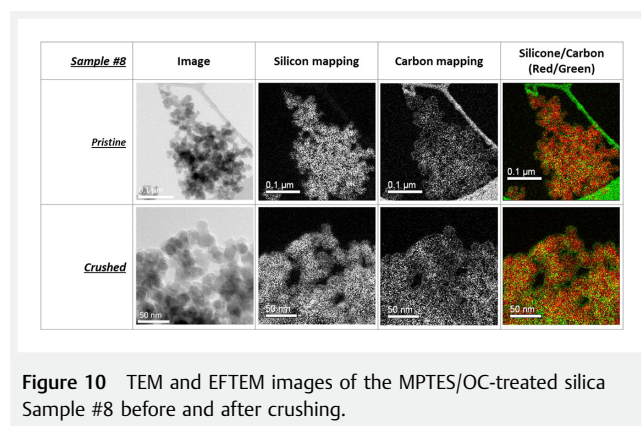 Sample #8 Image Silicon mapping Carbon mapping Silicone/Carbon
(Red/Green)
Pristine
0.1 µm 0.1 µm 0.1 µm 0.1 µm
Crushed
50 nm 50 nm 50 nm 50 nm
Figure 10 TEM and EFTEM images of the MPTES/OC-treated silica
Sample #8 before and after crushing.